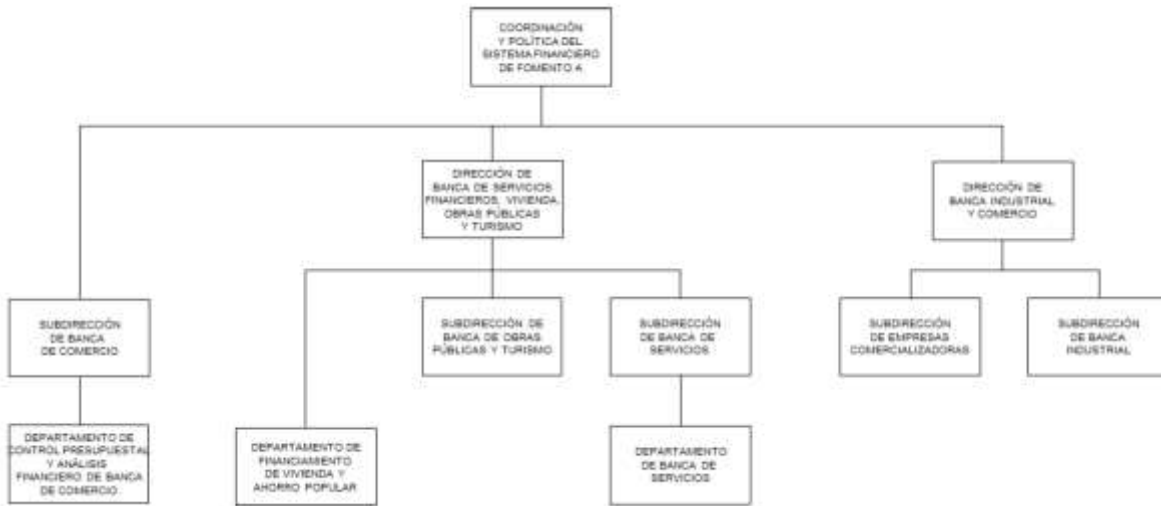 COORDINACIÓN
Y POLÍTICA DEL
SISTEMA FINANCIERO
DE FOMENTO A
DIRECCIÓN DE
BANCA DE SERVICIOS
FINANCIEROS, VIVIENDA,
OBRAS PÚBLICAS
Y TURISMO
DIRECCIÓN DE
BANCA INDUSTRIAL
Y COMERCIO
SUBDIRECCIÓN
DE BANCA
DE COMERCIO
SUBDIRECCIÓN DE
BANCA DE OBRAS
PÚBLICAS Y TURISMO
SUBDIRECCIÓN
DE BANCA DE
SERVICIOS
SUBDIRECCIÓN
DE EMPRESAS
COMERCIALIZADORAS
SUBDIRECCIÓN
DE BANCA
INDUSTRIAL
DEPARTAMENTO DE
CONTROL PRESUPUESTAL
Y ANÁLISIS
FINANCIERO DE BANCA
DE COMERCIO
DEPARTAMENTO DE
FINANCIAMIENTO
DE VIVIENDA Y
AHORRO POPULAR
DEPARTAMENTO
DE BANCA DE
SERVICIOS